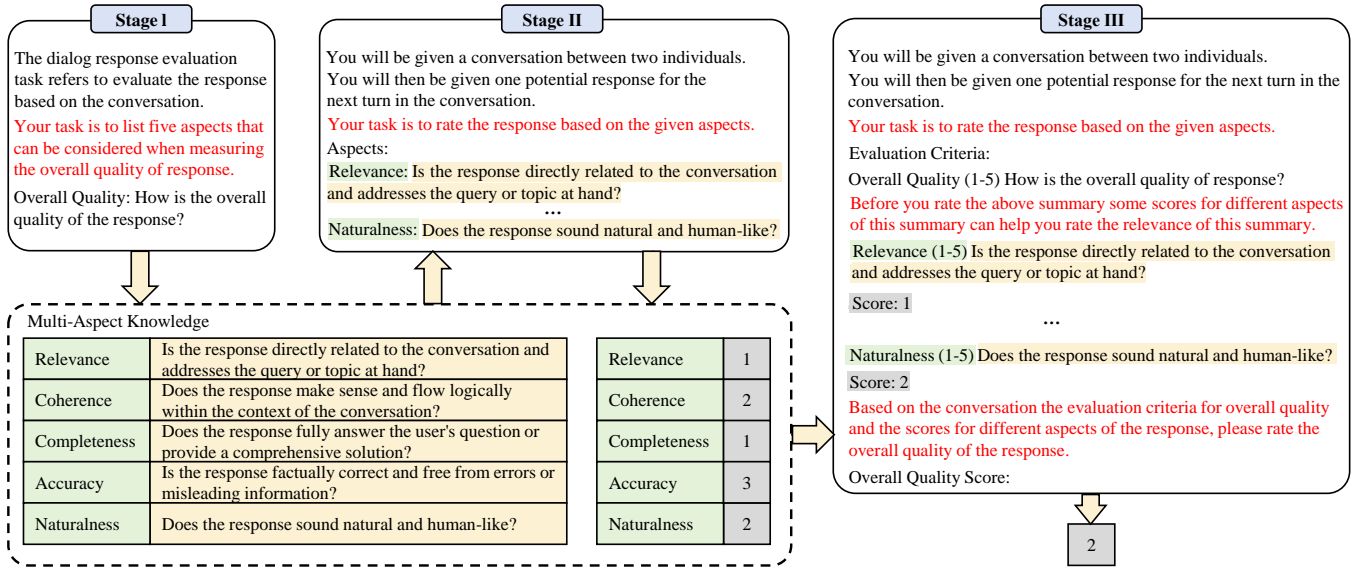 Stage l
The dialog response evaluation
task refers to evaluate the response
based on the conversation.
Your task is to list five aspects that
can be considered when measuring
the overall quality of response.
Overall Quality: How is the overall
quality of the response?
Stage II
You will be given a conversation between two individuals.
You will then be given one potential response for the
next turn in the conversation.
Your task is to rate the response based on the given aspects.
Aspects:
Relevance: Is the response directly related to the conversation
and addresses the query or topic at hand?
...
Naturalness: Does the response sound natural and human-like?
Stage III
You will be given a conversation between two individuals.
You will then be given one potential response for the next turn in the
conversation.
Your task is to rate the response based on the given aspects.
Evaluation Criteria:
Overall Quality (1-5) How is the overall quality of response?
Before you rate the above summary some scores for different aspects
of this summary can help you rate the relevance of this summary.
Relevance (1-5) Is the response directly related to the conversation
and addresses the query or topic at hand?
Score: 1
...
Naturalness (1-5) Does the response sound natural and human-like?
Score: 2
Based on the conversation the evaluation criteria for overall quality
and the scores for different aspects of the response, please rate the
overall quality of the response.
Overall Quality Score:
2
Multi-Aspect Knowledge
Relevance
Is the response directly related to the conversation and
addresses the query or topic at hand?
Coherence
Does the response make sense and flow logically
within the context of the conversation?
Completeness
Does the response fully answer the user's question or
provide a comprehensive solution?
Accuracy
Is the response factually correct and free from errors or
misleading information?
Naturalness
Does the response sound natural and human-like?
Relevance 1
Coherence 2
Completeness 1
Accuracy 3
Naturalness 2